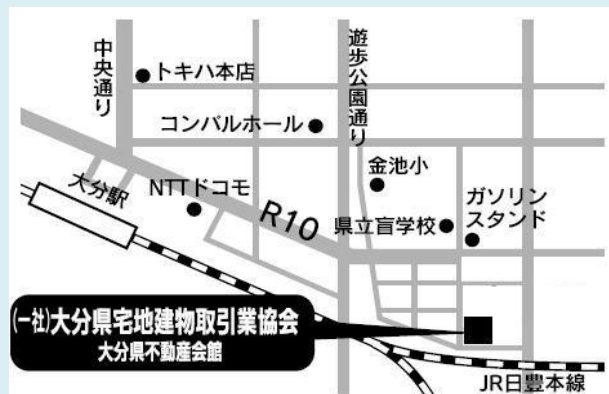 中央通り
トキハ本店
遊歩公園通り
コンパルホール
金池小
大分駅
NTTドコモ
R10
県立盲学校
ガソリン
スタンド
(一社)大分県宅地建物取引業協会
大分県不動産会館
JR日豊本線